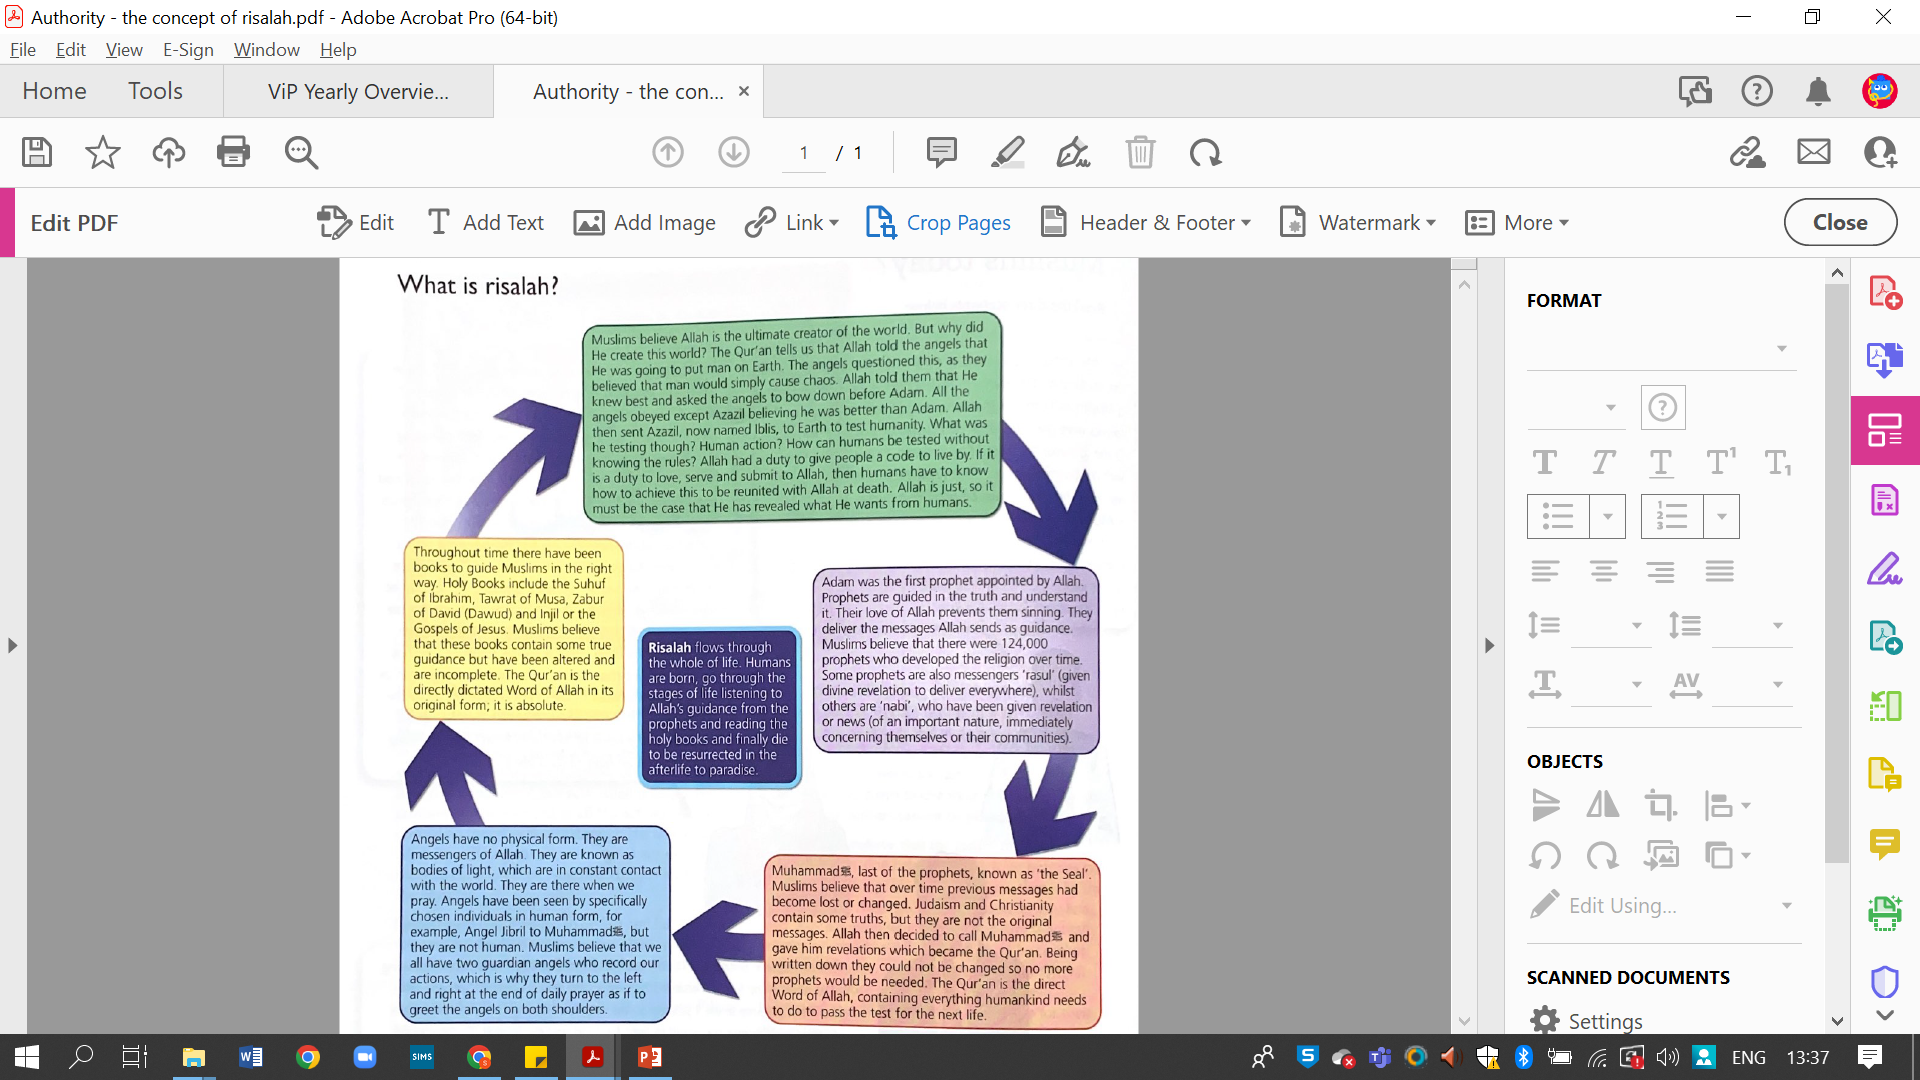 Authority - the concept of risalah.pdf - Adobe Acrobat Pro (64-bit)
File Edit View E-Sign Window Help
Home Tools ViP Yearly Overvie... Authority - the con... ×
1 / 1
Edit PDF Edit Add Text Add Image Link Crop Pages Header & Footer Watermark More Close
What is risalah?
Muslims believe Allah is the ultimate creator of the world. But why did
He create this world? The Qur'an tells us that Allah told the angels that
He was going to put man on Earth. The angels questioned this, as they
believed that man would simply cause chaos. Allah told them that He
knew best and asked the angels to bow down before Adam. All the
angels obeyed except Azazil believing he was better than Adam. Allah
then sent Azazil, now named Iblis, to Earth to test humanity. What was
he testing though? Human action? How can humans be tested without
knowing the rules? Allah had a duty to give people a code to live by. If it
is a duty to love, serve and submit to Allah, then humans have to know
how to achieve this to be reunited with Allah at death. Allah is just, so it
must be the case that He has revealed what He wants from humans.
Adam was the first prophet appointed by Allah.
Prophets are guided in the truth and understand
it. Their love of Allah prevents them sinning. They
deliver the messages Allah sends as guidance.
Muslims believe that there were 124,000
prophets who developed the religion over time.
Some prophets are also messengers 'rasul' (given
divine revelation to deliver everywhere), whilst
others are 'nabi', who have been given revelation
or news (of an important nature, immediately
concerning themselves or their communities).
Muhammadﷺ, last of the prophets, known as 'the Seal'.
Muslims believe that over time previous messages had
become lost or changed. Judaism and Christianity
contain some truths, but they are not the original
messages. Allah then decided to call Muhammadﷺ and
gave him revelations which became the Qur'an. Being
written down they could not be changed so no more
prophets would be needed. The Qur'an is the direct
Word of Allah, containing everything humankind needs
to do to pass the test for the next life.
Angels have no physical form. They are
messengers of Allah. They are known as
bodies of light, which are in constant contact
with the world. They are there when we
pray. Angels have been seen by specifically
chosen individuals in human form, for
example, Angel Jibril to Muhammadﷺ, but
they are not human. Muslims believe that we
all have two guardian angels who record our
actions, which is why they turn to the left
and right at the end of daily prayer as if to
greet the angels on both shoulders.
Throughout time there have been
books to guide Muslims in the right
way. Holy Books include the Suhuf
of Ibrahim, Tawrat of Musa, Zabur
of David (Dawud) and Injil or the
Gospels of Jesus. Muslims believe
that these books contain some true
guidance but have been altered and
are incomplete. The Qur'an is the
directly dictated Word of Allah in its
original form; it is absolute.
Risalah flows through
the whole of life. Humans
are born, go through the
stages of life listening to
Allah's guidance from the
prophets and reading the
holy books and finally die
to be resurrected in the
afterlife to paradise.
FORMAT
T T T T1 T1
1
2
3
T AV
OBJECTS
Edit Using...
SCANNED DOCUMENTS
Settings
SIMS
ENG 13:37